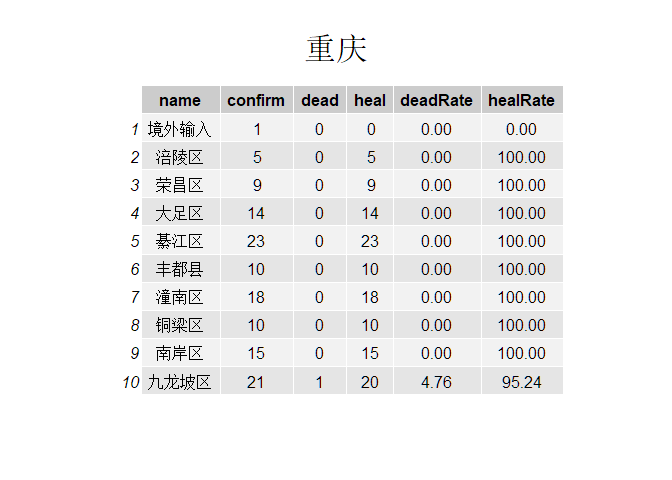 重庆
name confirm dead heal deadRate healRate
1 境外输入 1 0 0 0.00 0.00
2 涪陵区 5 0 5 0.00 100.00
3 荣昌区 9 0 9 0.00 100.00
4 大足区 14 0 14 0.00 100.00
5 綦江区 23 0 23 0.00 100.00
6 丰都县 10 0 10 0.00 100.00
7 潼南区 18 0 18 0.00 100.00
8 铜梁区 10 0 10 0.00 100.00
9 南岸区 15 0 15 0.00 100.00
10 九龙坡区 21 1 20 4.76 95.24